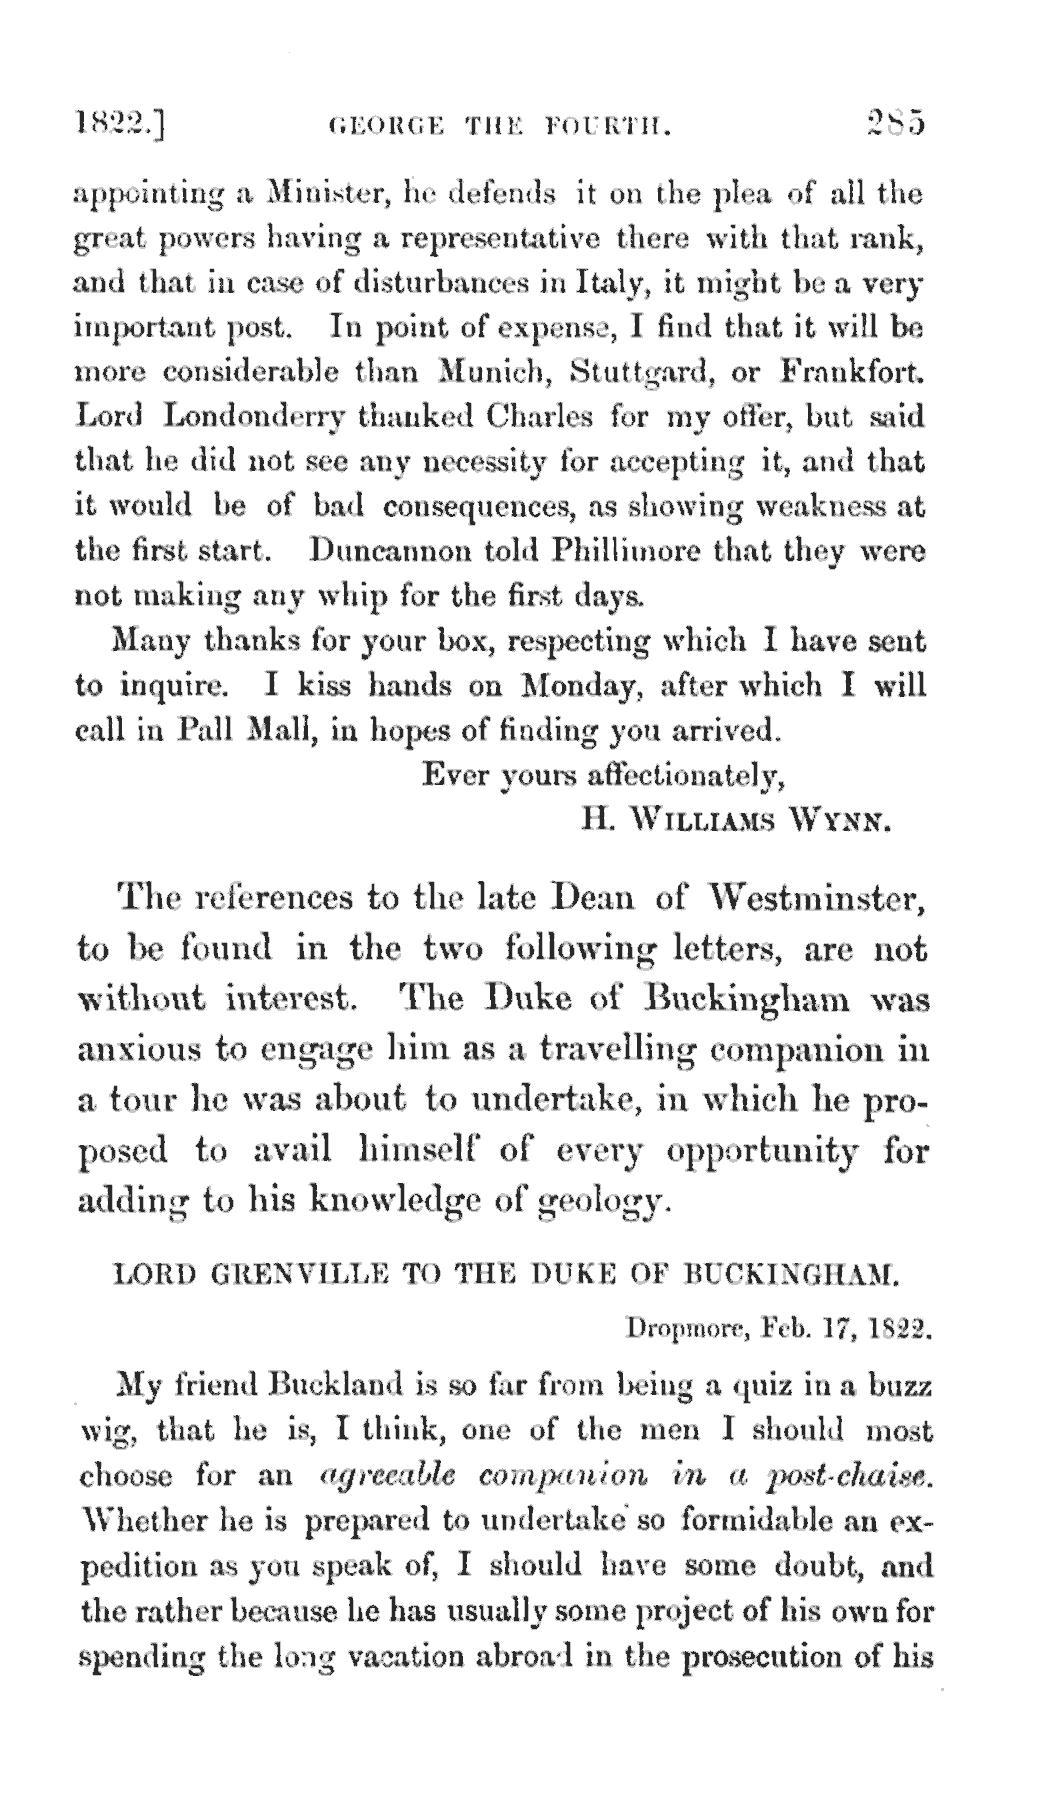 1822.] GEORGE THE FOURTH. 285
appointing a Minister, he defends it on the plea of all the
great powers having a representative there with that rank,
and that in case of disturbances in Italy, it might be a very
important post. In point of expense, I find that it will be
more considerable than Munich, Stuttgard, or Frankfort.
Lord Londonderry thanked Charles for my offer, but said
that he did not see any necessity for accepting it, and that
it would be of bad consequences, as showing weakness at
the first start. Duncannon told Phillimore that they were
not making any whip for the first days.
Many thanks for your box, respecting which I have sent
to inquire. I kiss hands on Monday, after which I will
call in Pall Mall, in hopes of finding you arrived.
Ever yours affectionately,
H. WILLIAMS WYNN.
The references to the late Dean of Westminster,
to be found in the two following letters, are not
without interest. The Duke of Buckingham was
anxious to engage him as a travelling companion in
a tour he was about to undertake, in which he pro-
posed to avail himself of every opportunity for
adding to his knowledge of geology.
LORD GRENVILLE TO THE DUKE OF BUCKINGHAM.
Dropmore, Feb. 17, 1822.
My friend Buckland is so far from being a quiz in a buzz
wig, that he is, I think, one of the men I should most
choose for an agreeable companion in a post-chaise.
Whether he is prepared to undertake so formidable an ex-
pedition as you speak of, I should have some doubt, and
the rather because he has usually some project of his own for
spending the long vacation abroad in the prosecution of his